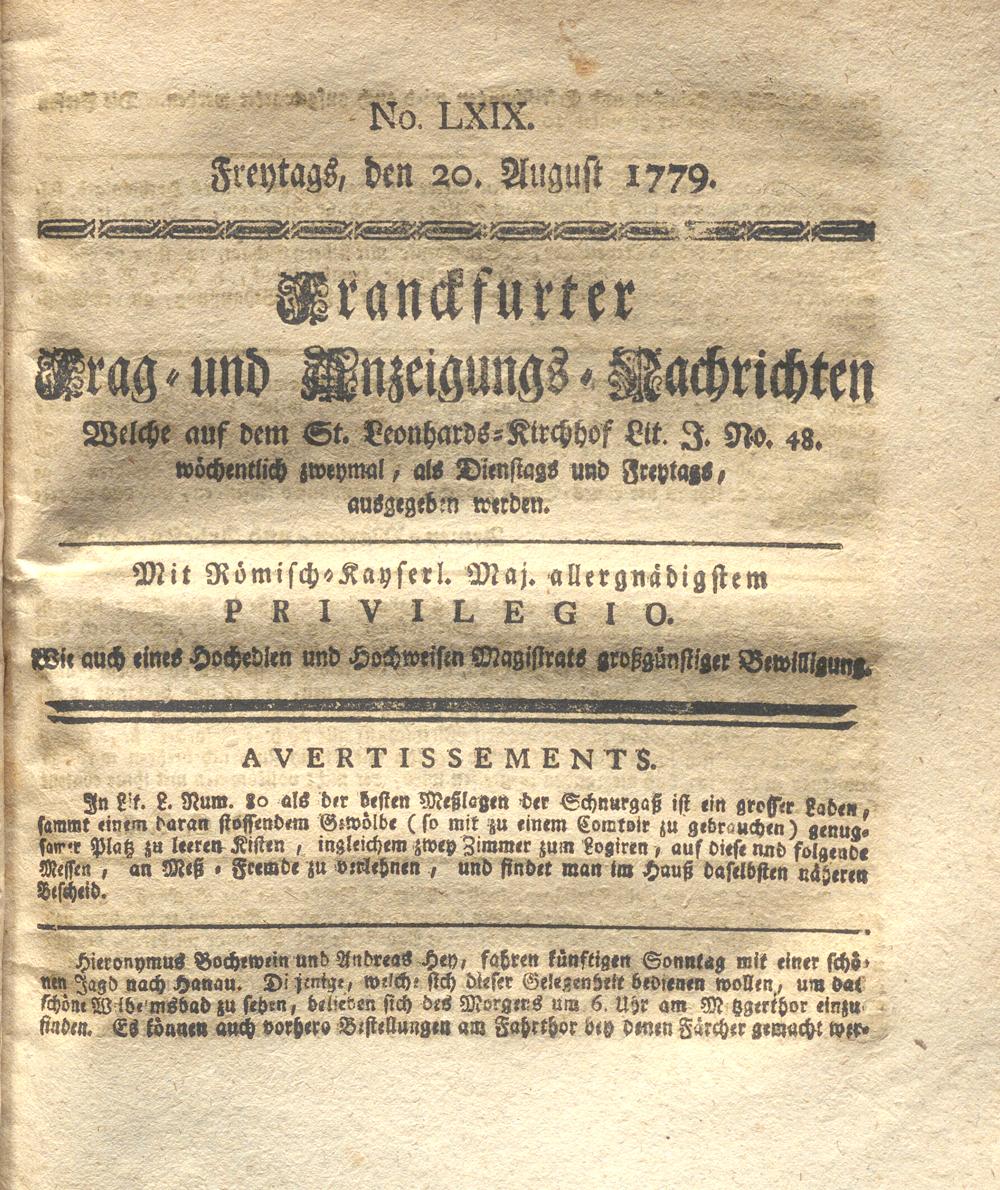 No. LXIX.
Freytags, den 20. August 1779.
Franckfurter
Frag- und Anzeigungs-Nachrichten
Welche auf dem St. Leonhards-Kirchhof Lit. J. No. 48.
wöchentlich zweymal, als Dienstags und Freytags,
ausgegeben werden.
Mit Römisch-Kayserl. Maj. allergnädigstem
PRIVILEGIO.
Wie auch eines Hochedlen und Hochweisen Magistrats großgünstiger Bewilligung.
AVERTISSEMENTS.
In Lit. L. Num. 80 als der besten Meßlagen der Schnurgaß ist ein grosser Laden,
sammt einem daran stossendem Gewölbe (so mit zu einem Comtoir zu gebrauchen) genug-
samer Platz zu leeren Kisten, ingleichem zwey Zimmer zum Logiren, auf diese nnd folgende
Messen, an Meß-Fremde zu verlehnen, und findet man im Hauß daselbsten näheren
Bescheid.
Hieronymus Bochewein und Andreas Hey, fahren künftigen Sonntag mit einer schö-
nen Jagd nach Hanau. Diejenige, welche sich dieser Gelegenheit bedienen wollen, um das
schöne Wilhelmsbad zu sehen, belieben sich des Morgens um 6. Uhr am Metzgerthor einzu-
finden. Es können auch vorhero Bestellungen am Fahrthor bey denen Färcher gemacht wer-